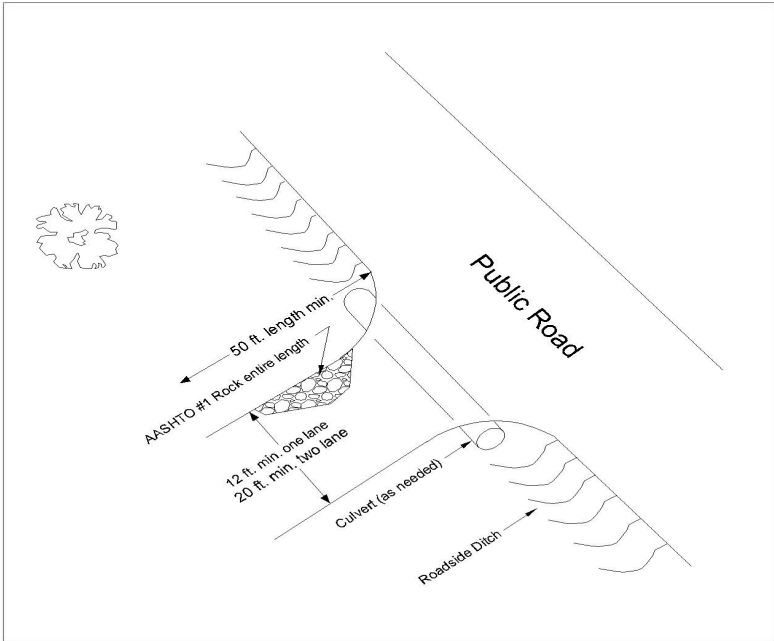 Public Road
50 ft. length min.
AASHTO #1 Rock entire length
12 ft. min. one lane
20 ft. min. two lane
Culvert (as needed)
Roadside Ditch